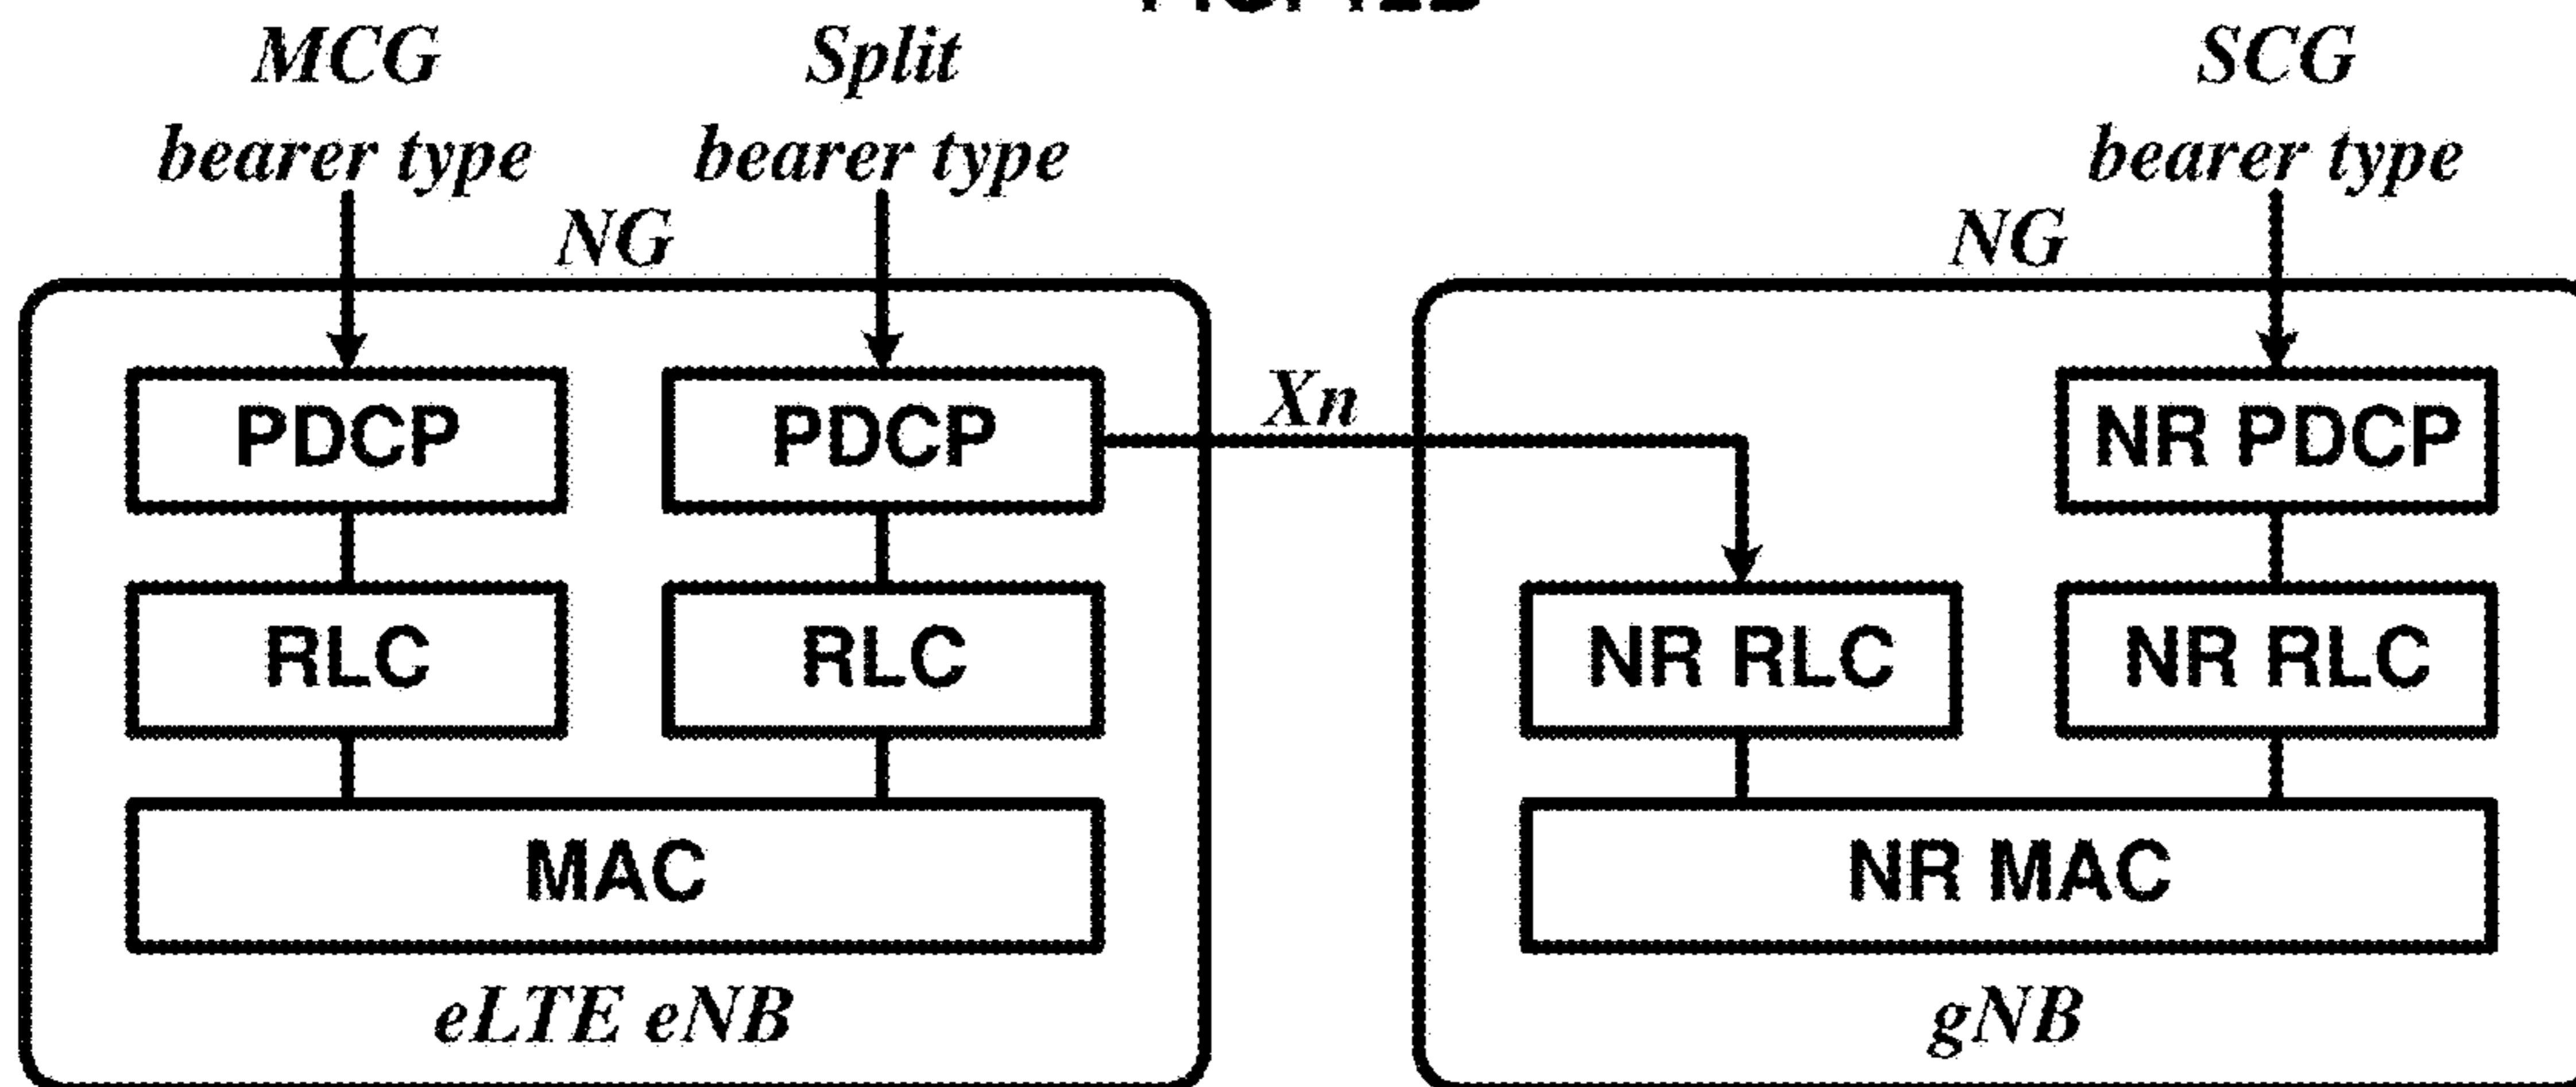 MCG
bearer type
Split
bearer type
SCG
bearer type
NG
NG
Xn
PDCP
PDCP
NR PDCP
RLC
RLC
NR RLC
NR RLC
MAC
NR MAC
eLTE eNB
gNB